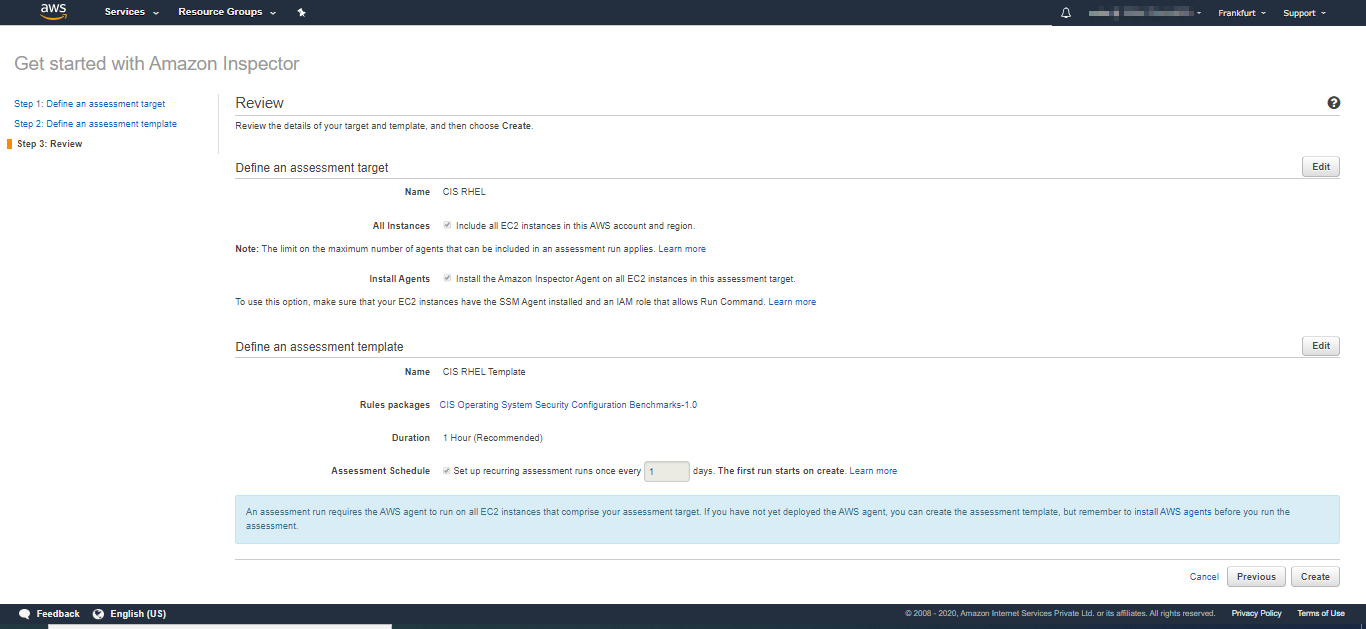 aws Services Resource Groups Frankfurt Support
Get started with Amazon Inspector
Step 1: Define an assessment target
Step 2: Define an assessment template
Step 3: Review
Review
Review the details of your target and template, and then choose Create.
Define an assessment target Edit
Name CIS RHEL
All Instances Include all EC2 instances in this AWS account and region.
Note: The limit on the maximum number of agents that can be included in an assessment run applies. Learn more
Install Agents Install the Amazon Inspector Agent on all EC2 instances in this assessment target.
To use this option, make sure that your EC2 instances have the SSM Agent installed and an IAM role that allows Run Command. Learn more
Define an assessment template Edit
Name CIS RHEL Template
Rules packages CIS Operating System Security Configuration Benchmarks-1.0
Duration 1 Hour (Recommended)
Assessment Schedule Set up recurring assessment runs once every 1 days. The first run starts on create. Learn more
An assessment run requires the AWS agent to run on all EC2 instances that comprise your assessment target. If you have not yet deployed the AWS agent, you can create the assessment template, but remember to install AWS agents before you run the
assessment.
Cancel Previous Create
Feedback English (US) © 2008 - 2020, Amazon Internet Services Private Ltd. or its affiliates. All rights reserved. Privacy Policy Terms of Use